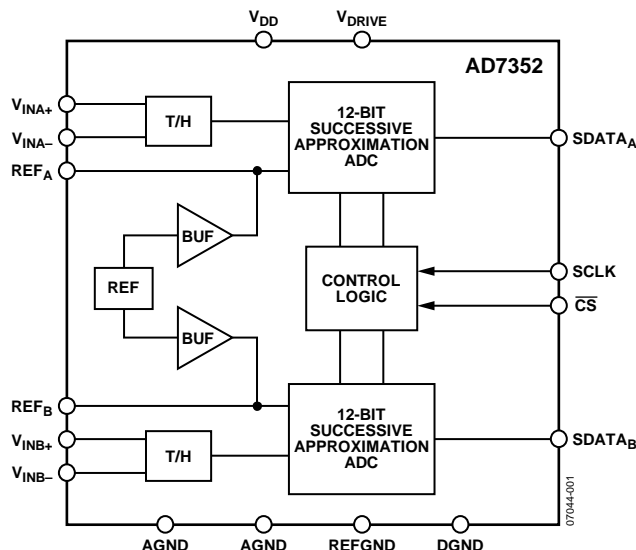 VDD
VDRIVE
AD7352
VINA+
VINA–
REFA
T/H
12-BIT
SUCCESSIVE
APPROXIMATION
ADC
SDATAA
BUF
REF
BUF
CONTROL
LOGIC
SCLK
CS
REFB
VINB+
VINB–
T/H
12-BIT
SUCCESSIVE
APPROXIMATION
ADC
SDATAB
AGND
AGND
REFGND
DGND
07044-001